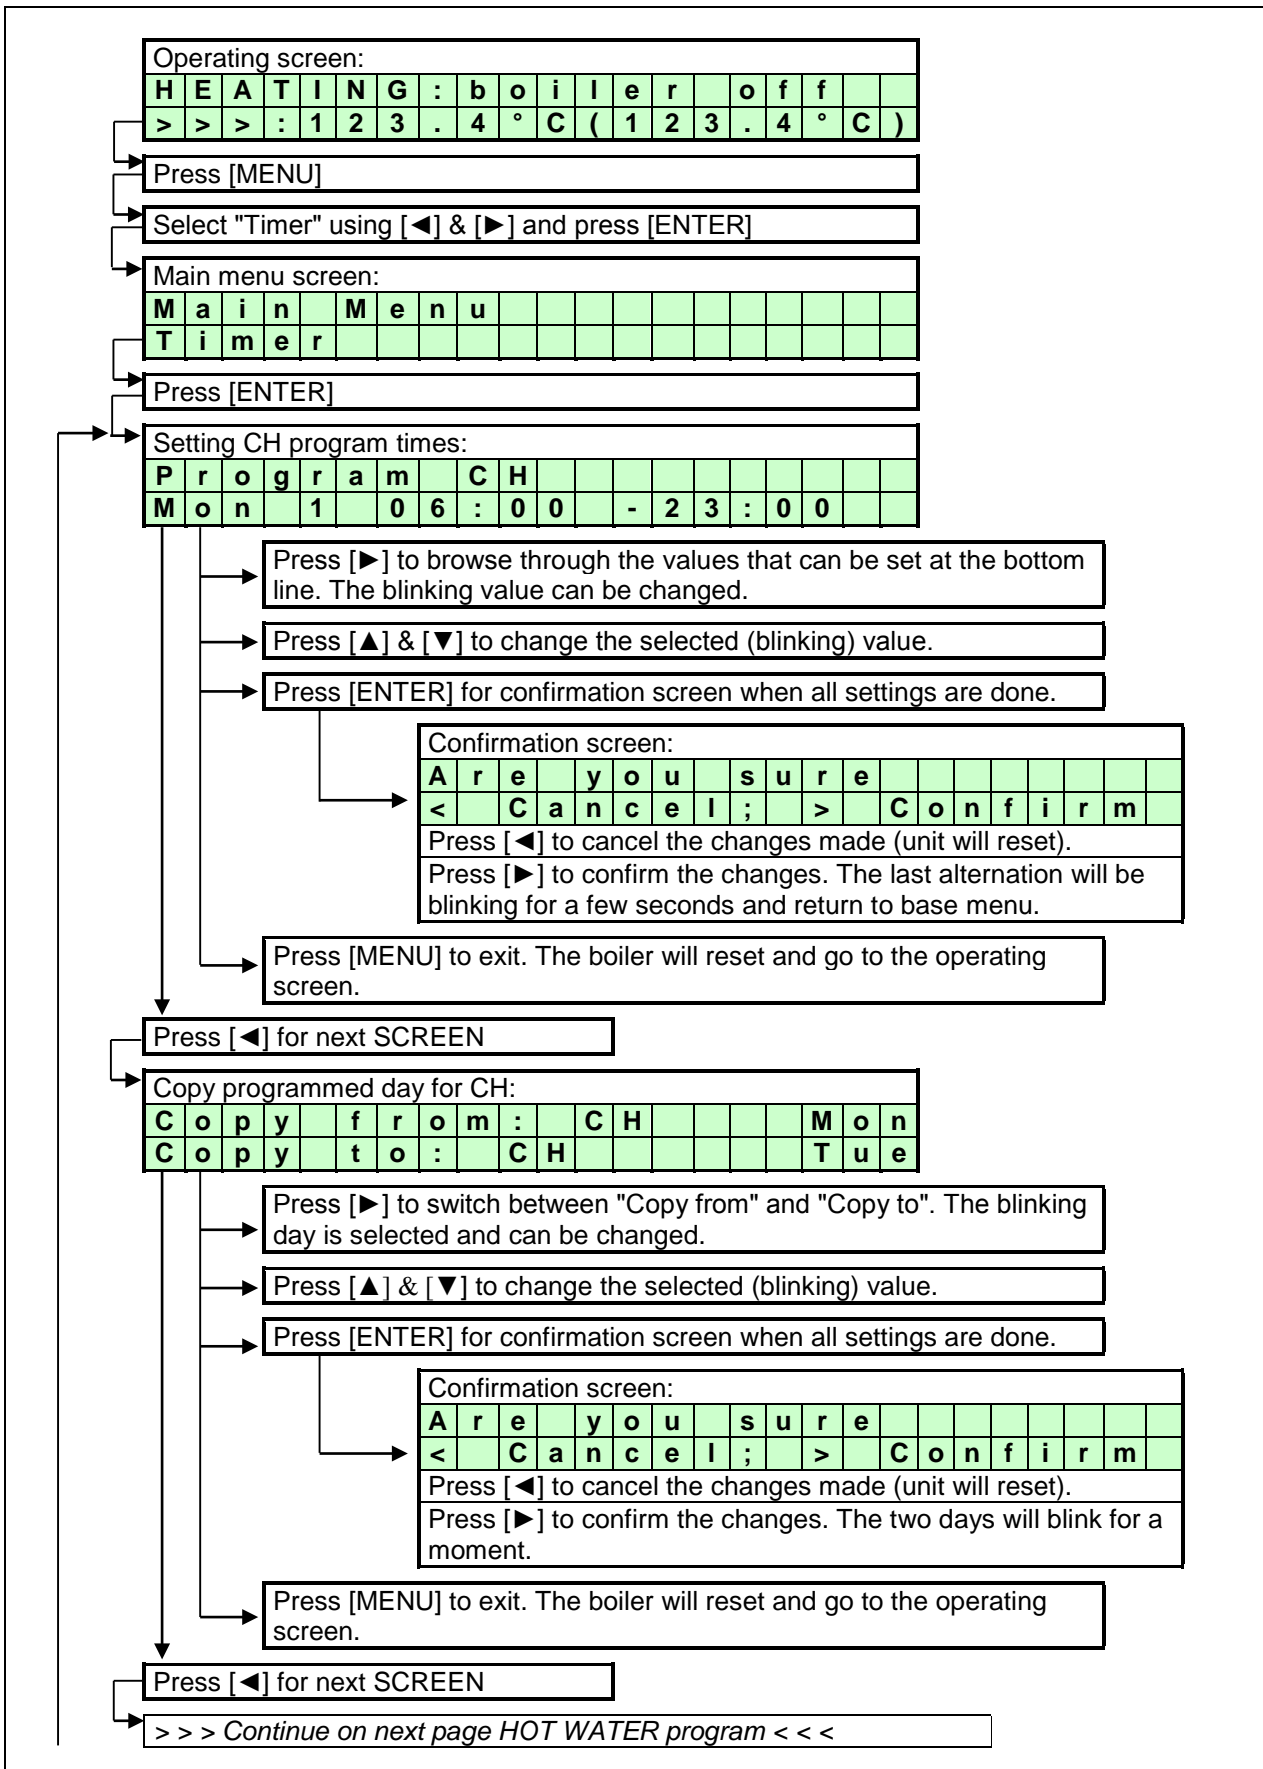 Operating screen:
HEATING:boiler off
>>>:123.4°C(123.4°C)
Press [MENU]
Select "Timer" using [◄] & [►] and press [ENTER]
Main menu screen:
Main Menu
Timer
Press [ENTER]
Setting CH program times:
Program CH
Mon 1 06:00 -23:00
Press [►] to browse through the values that can be set at the bottom
line. The blinking value can be changed.
Press [▲] & [▼] to change the selected (blinking) value.
Press [ENTER] for confirmation screen when all settings are done.
Confirmation screen:
Are you sure
< Cancel; > Confirm
Press [◄] to cancel the changes made (unit will reset).
Press [►] to confirm the changes. The last alternation will be
blinking for a few seconds and return to base menu.
Press [MENU] to exit. The boiler will reset and go to the operating
screen.
Press [◄] for next SCREEN
Copy programmed day for CH:
Copy from: CH Mon
Copy to: CH Tue
Press [►] to switch between "Copy from" and "Copy to". The blinking
day is selected and can be changed.
Press [▲] & [▼] to change the selected (blinking) value.
Press [ENTER] for confirmation screen when all settings are done.
Confirmation screen:
Are you sure
< Cancel; > Confirm
Press [◄] to cancel the changes made (unit will reset).
Press [►] to confirm the changes. The two days will blink for a
moment.
Press [MENU] to exit. The boiler will reset and go to the operating
screen.
Press [◄] for next SCREEN
> > > Continue on next page HOT WATER program < < <